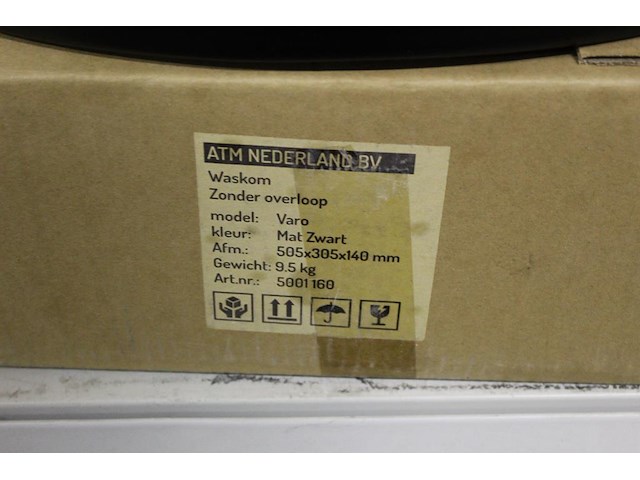 ATM NEDERLAND BV
Waskom
Zonder overloop
model: Varo
kleur: Mat Zwart
Afm.: 505x305x140 mm
Gewicht: 9.5 kg
Art.nr.: 5001160